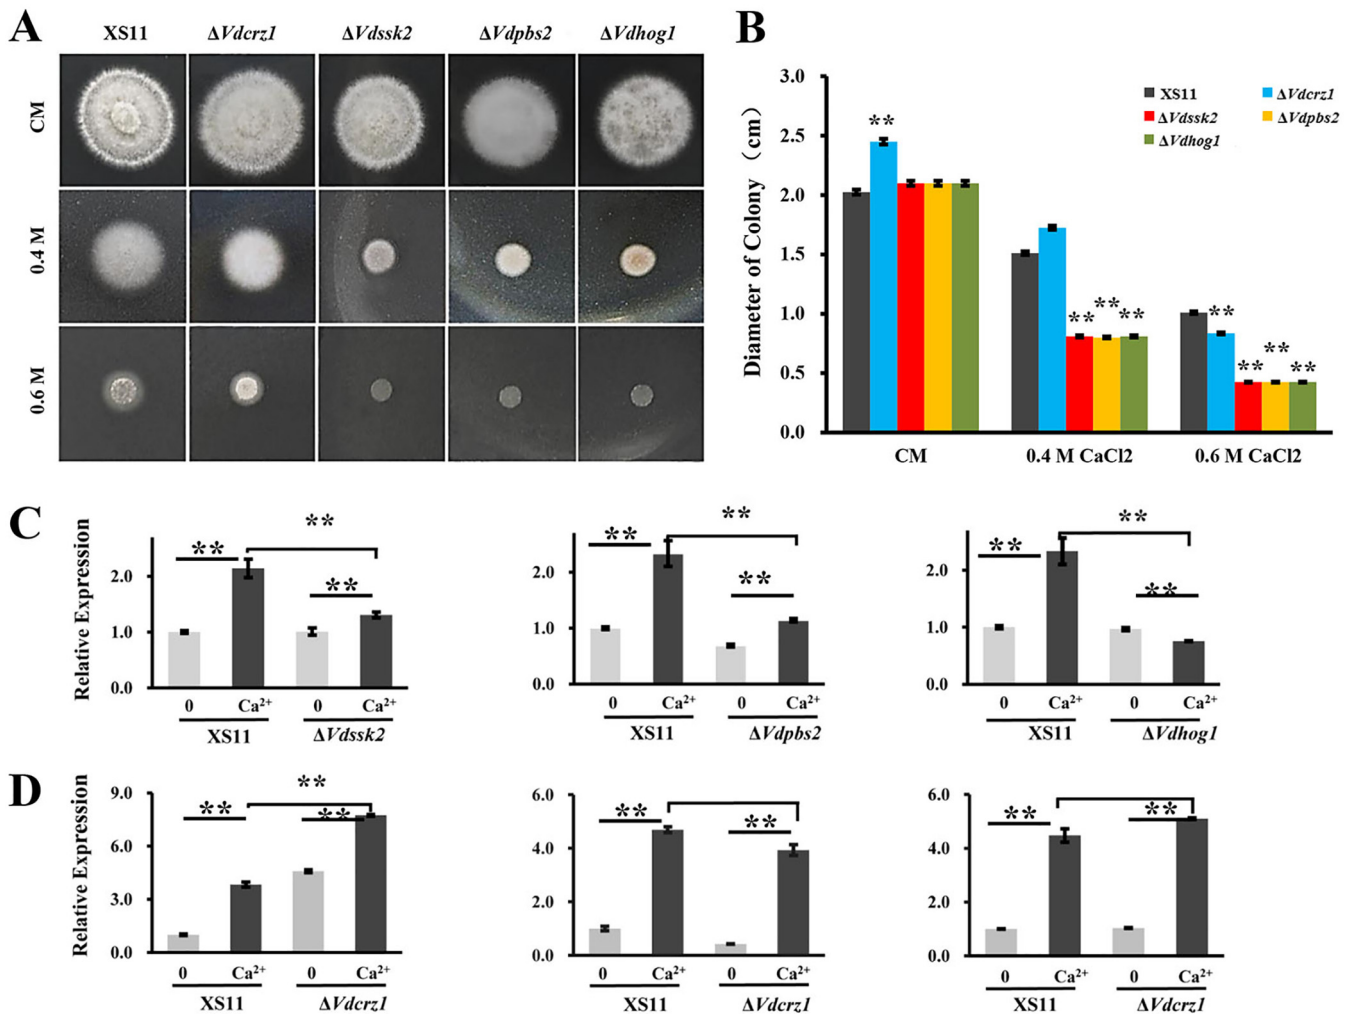 A
XS11 ΔVdcrz1 ΔVdssk2 ΔVdpbs2 ΔVdhog1
CM
0.4 M
0.6 M
B
Diameter of Colony （cm）
3.0
2.5
2.0
1.5
1.0
0.5
0.0
XS11 ΔVdcrz1
ΔVdssk2 ΔVdpbs2
ΔVdhog1
**
** ** **
** ** ** **
CM 0.4 M CaCl2 0.6 M CaCl2
C
Relative Expression
2.0
1.0
0.0
** ** **
0 Ca²⁺ 0 Ca²⁺
XS11 ΔVdssk2
2.0
1.0
0.0
** ** **
0 Ca²⁺ 0 Ca²⁺
XS11 ΔVdpbs2
2.0
1.0
0.0
** ** **
0 Ca²⁺ 0 Ca²⁺
XS11 ΔVdhog1
D
Relative Expression
9.0
6.0
3.0
0.0
** ** **
0 Ca²⁺ 0 Ca²⁺
XS11 ΔVdcrz1
6.0
4.0
2.0
0.0
** **
0 Ca²⁺ 0 Ca²⁺
XS11 ΔVdcrz1
6.0
4.0
2.0
0.0
** **
0 Ca²⁺ 0 Ca²⁺
XS11 ΔVdcrz1